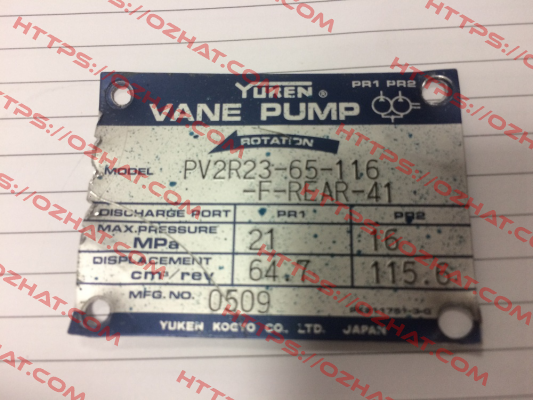 YUKEN ® PR1 PR2
VANE PUMP
ROTATION
MODEL PV2R23-65-116
-F-REAR-41
DISCHARGE PORT PR1 PR2
MAX.PRESSURE
MPa 21 16
DISPLACEMENT
cm rev 64.7 115.6
MFG.NO. 0509
YUKEN KOGYO CO., LTD. JAPAN
HTTPS://OZHAT.COM